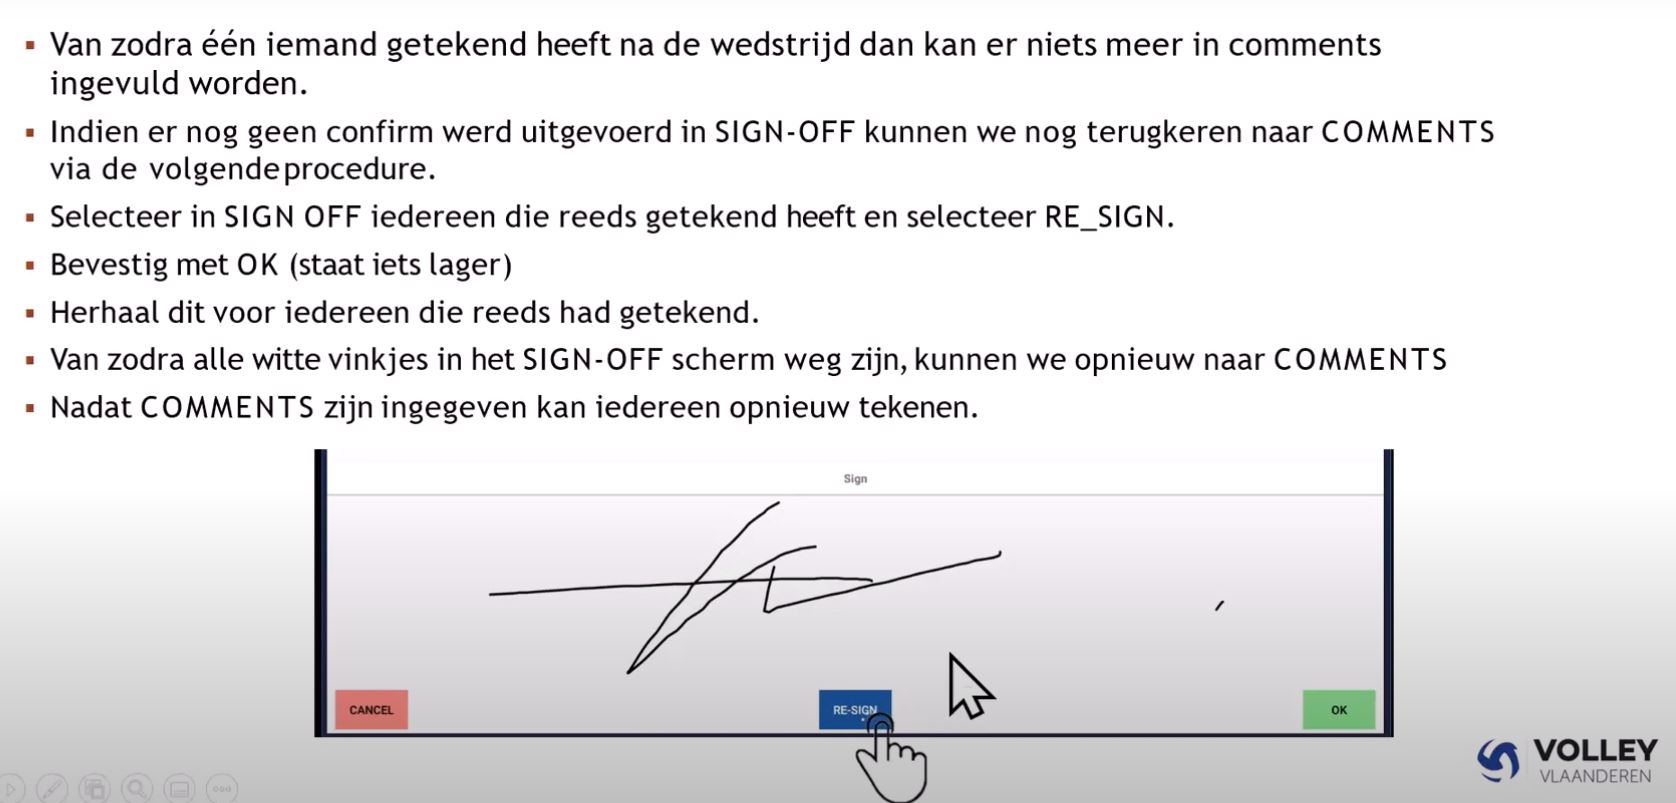 ▪ Van zodra één iemand getekend heeft na de wedstrijd dan kan er niets meer in comments
ingevuld worden.
▪ Indien er nog geen confirm werd uitgevoerd in SIGN-OFF kunnen we nog terugkeren naar COMMENTS
via de volgende procedure.
▪ Selecteer in SIGN OFF iedereen die reeds getekend heeft en selecteer RE_SIGN.
▪ Bevestig met OK (staat iets lager)
▪ Herhaal dit voor iedereen die reeds had getekend.
▪ Van zodra alle witte vinkjes in het SIGN-OFF scherm weg zijn, kunnen we opnieuw naar COMMENTS
▪ Nadat COMMENTS zijn ingegeven kan iedereen opnieuw tekenen.
Sign
CANCEL
RE-SIGN
OK
VOLLEY
VLAANDEREN